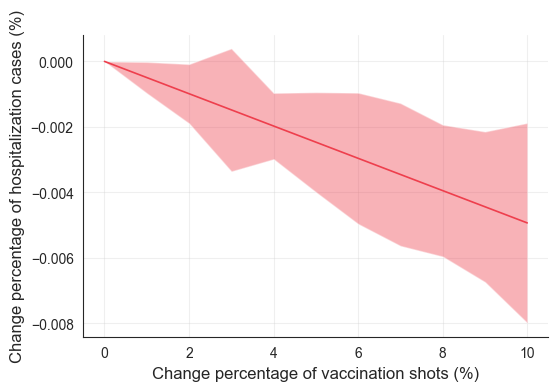 Change percentage of hospitalization cases (%)
0.000
−0.002
−0.004
−0.006
−0.008
0 2 4 6 8 10
Change percentage of vaccination shots (%)